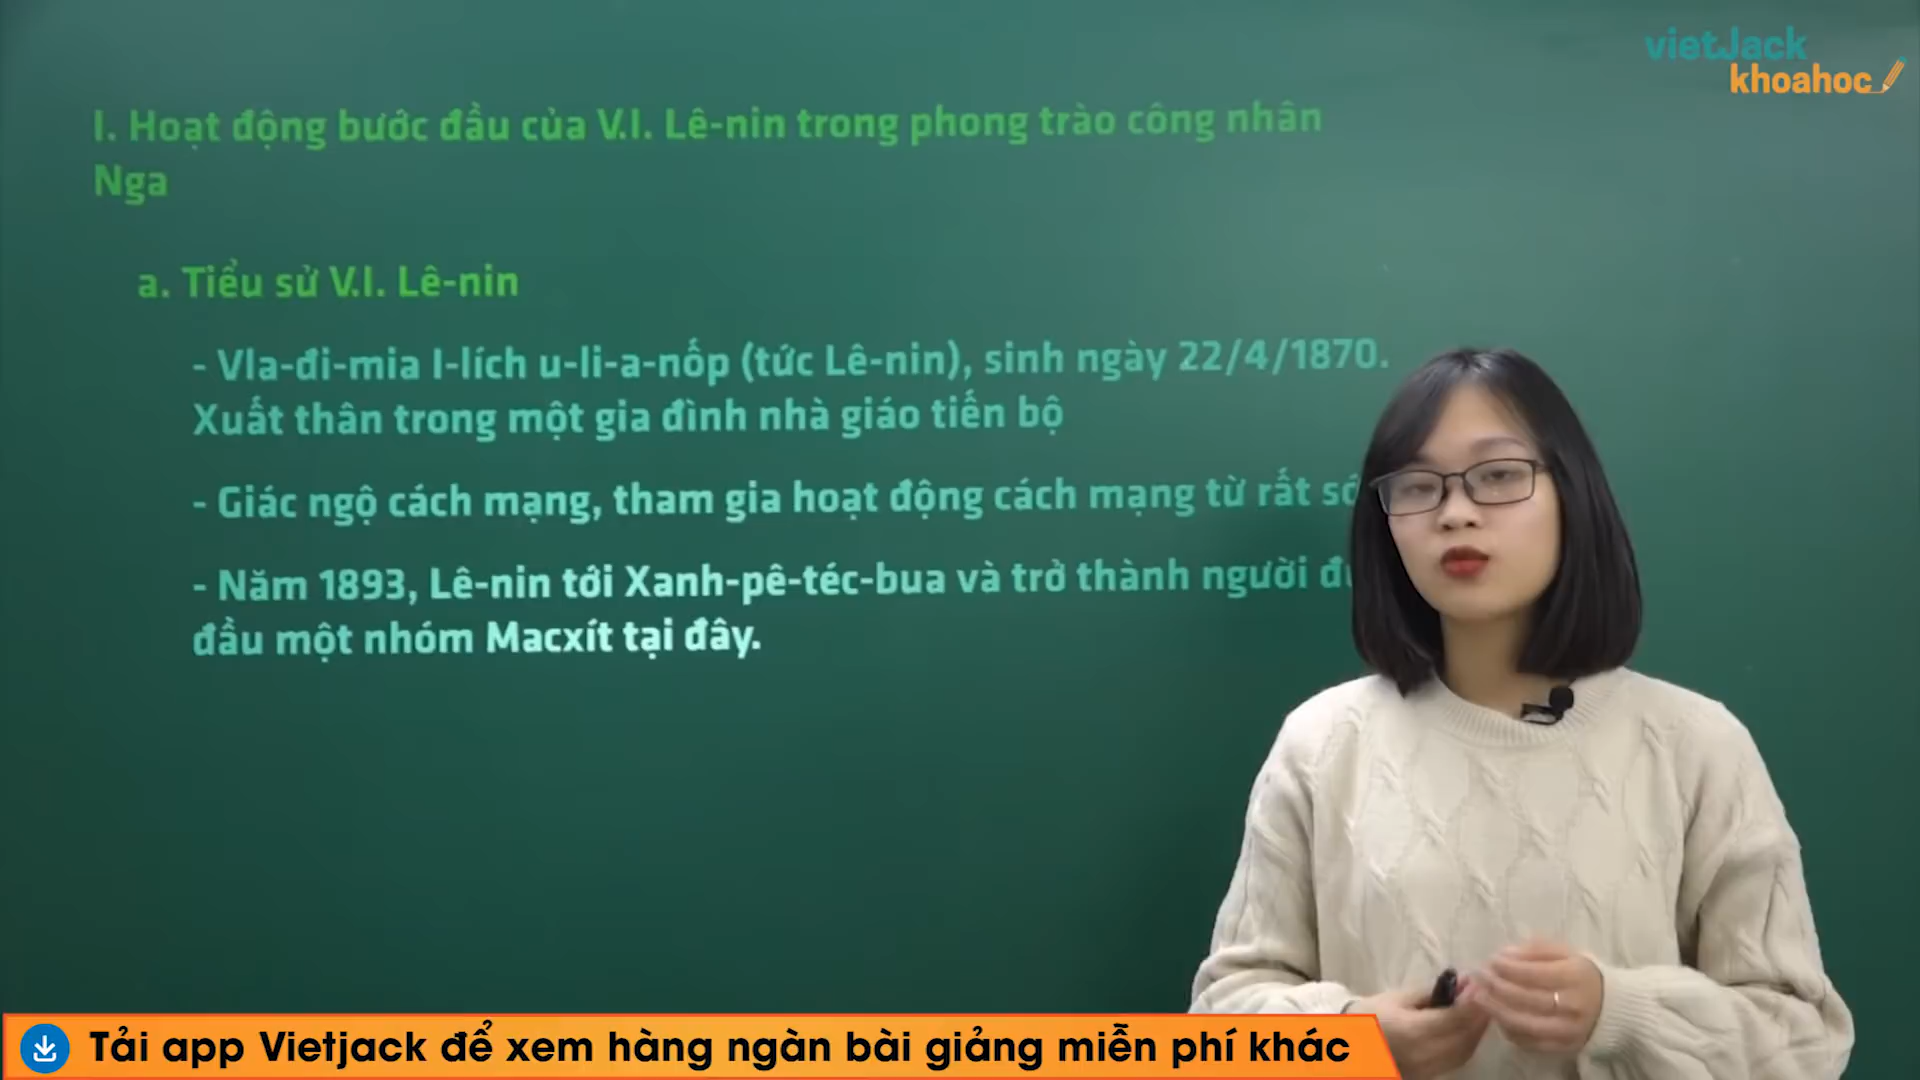 vietJack
khoahoc
I. Hoạt động bước đầu của V.I. Lê-nin trong phong trào công nhân
Nga
a. Tiểu sử V.I. Lê-nin
- Vla-đi-mia I-lích u-li-a-nốp (tức Lê-nin), sinh ngày 22/4/1870.
Xuất thân trong một gia đình nhà giáo tiến bộ
- Giác ngộ cách mạng, tham gia hoạt động cách mạng từ rất
- Năm 1893, Lê-nin tới Xanh-pê-téc-bua và trở thành người
đầu một nhóm Macxít tại đây.
Tải app Vietjack để xem hàng ngàn bài giảng miễn phí khác